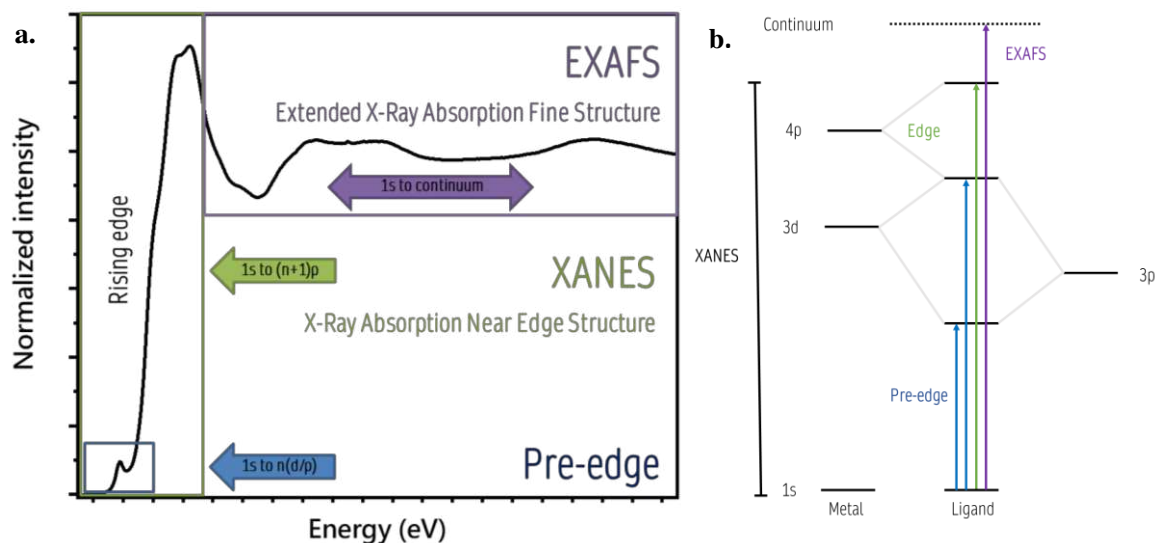 a.
Normalized intensity
Rising edge
EXAFS
Extended X-Ray Absorption Fine Structure
1s to continuum
1s to (n+1)p
XANES
X-Ray Absorption Near Edge Structure
1s to n(d/p)
Pre-edge
Energy (eV)
b.
Continuum
EXAFS
4p
Edge
3d
XANES
3p
Pre-edge
1s
Metal
Ligand